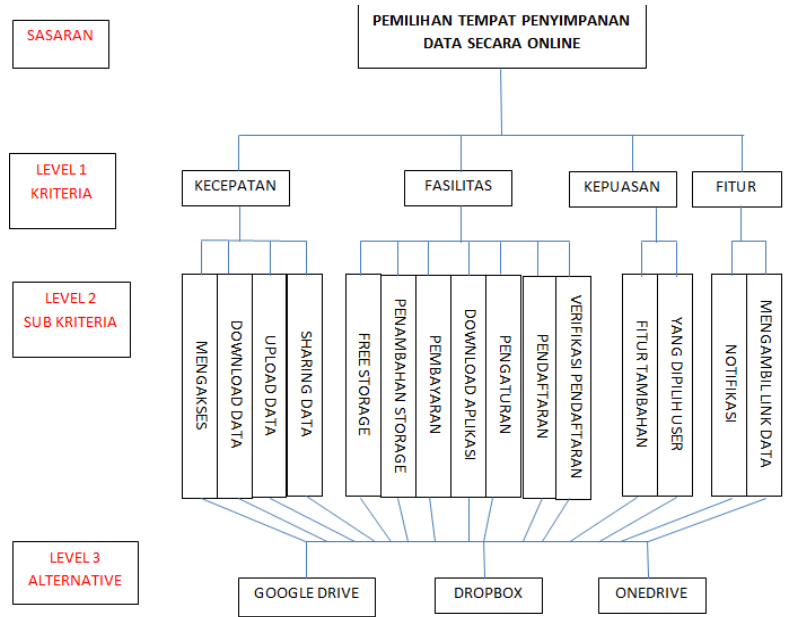 SASARAN
PEMILIHAN TEMPAT PENYIMPANAN
DATA SECARA ONLINE
LEVEL 1
KRITERIA
KECEPATAN
FASILITAS
KEPUASAN
FITUR
LEVEL 2
SUB KRITERIA
MENGAKSES
DOWNLOAD DATA
UPLOAD DATA
SHARING DATA
FREE STORAGE
PENAMBAHAN STORAGE
PEMBAYARAN
DOWNLOAD APLIKASI
PENGATURAN
PENDAFTARAN
VERIFIKASI PENDAFTARAN
FITUR TAMBAHAN
YANG DIPILIH USER
NOTIFIKASI
MENGAMBIL LINK DATA
LEVEL 3
ALTERNATIVE
GOOGLE DRIVE
DROPBOX
ONEDRIVE